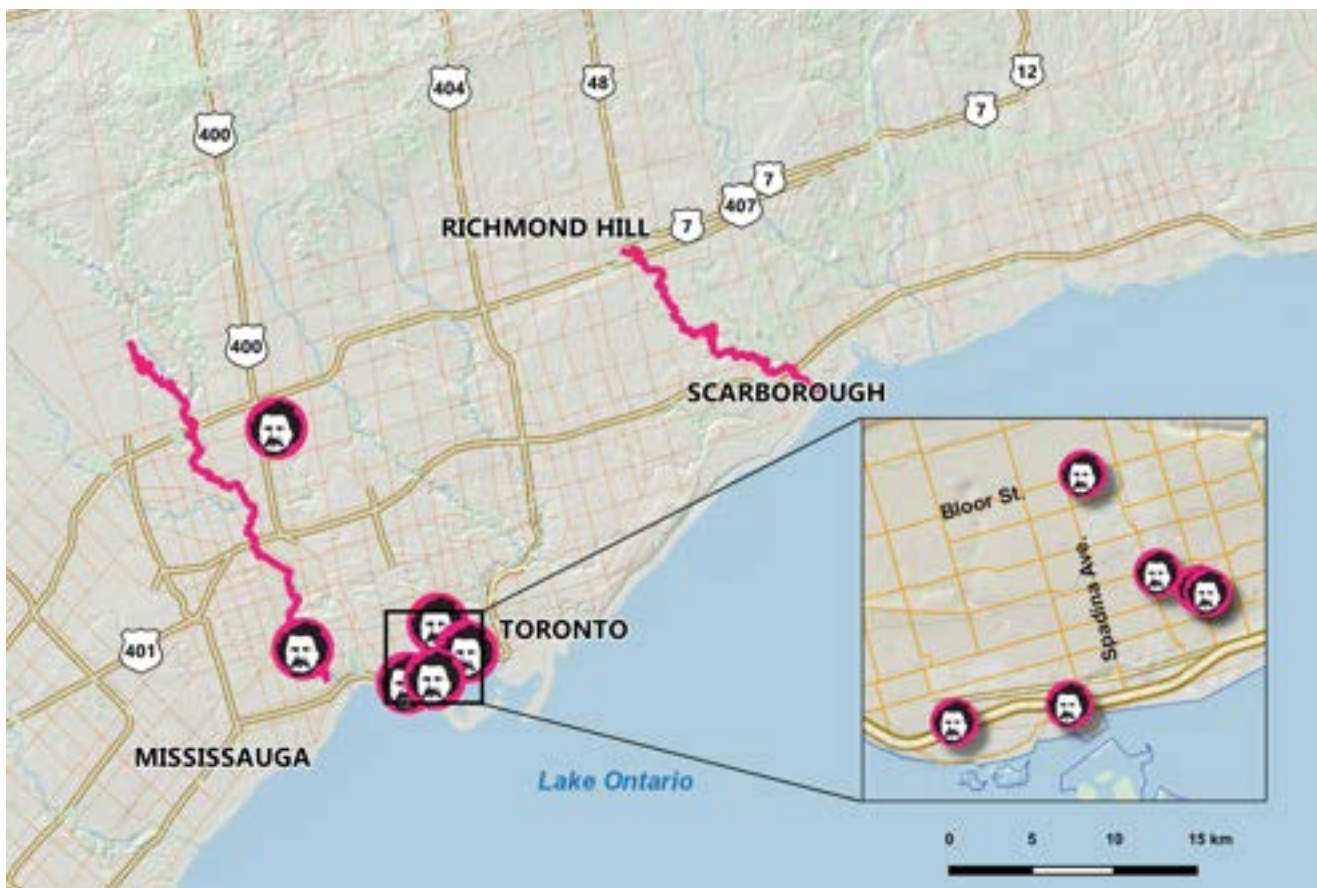 12
404
48
7
400
7
407
RICHMOND HILL
7
400
SCARBOROUGH
Bloor St.
Spadina Ave.
TORONTO
401
MISSISSAUGA
Lake Ontario
0 5 10 15 km